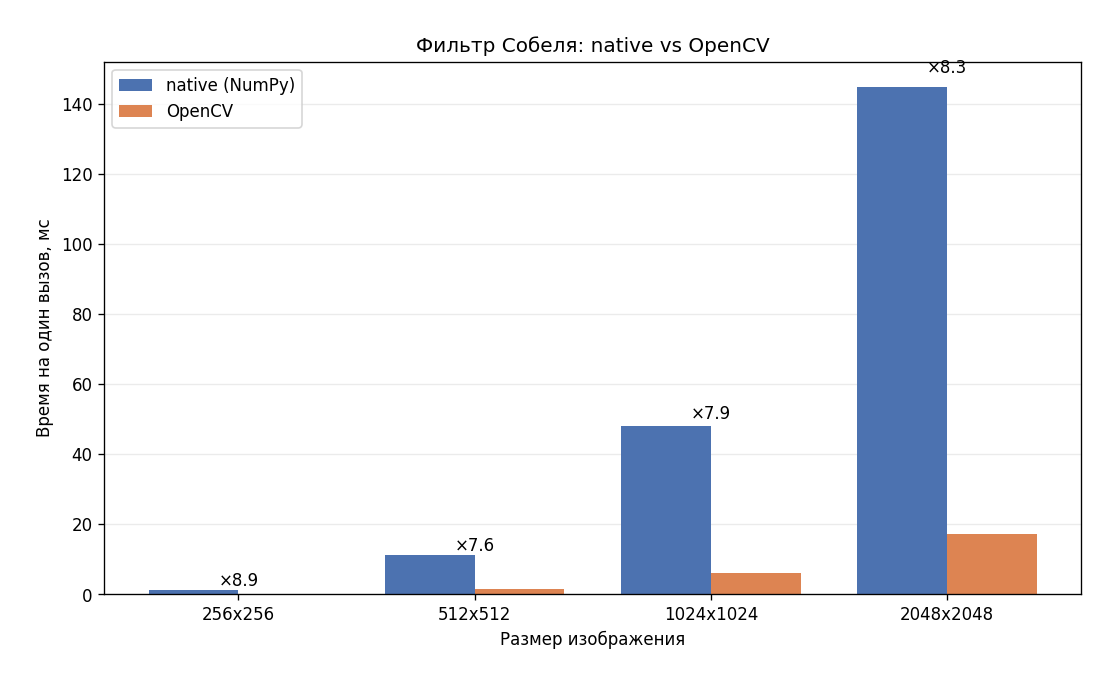 Фильтр Собеля: native vs OpenCV
native (NumPy)
OpenCV
Время на один вызов, мс
140
120
100
80
60
40
20
0
×8.9
×7.6
×7.9
×8.3
256x256
512x512
1024x1024
2048x2048
Размер изображения